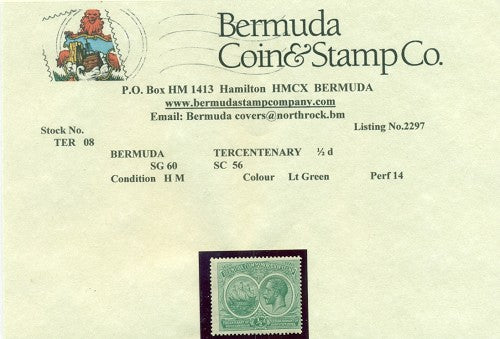 Bermuda
Coin&Stamp Co.
P.O. Box HM 1413 Hamilton HMCX BERMUDA
www.bermudastampcompany.com
Email: Bermuda covers@northrock.bm
Stock No.
Listing No.2297
TER 08
BERMUDA TERCENTENARY ½ d
SG 60 SC 56
Condition H M Colour Lt Green Perf 14